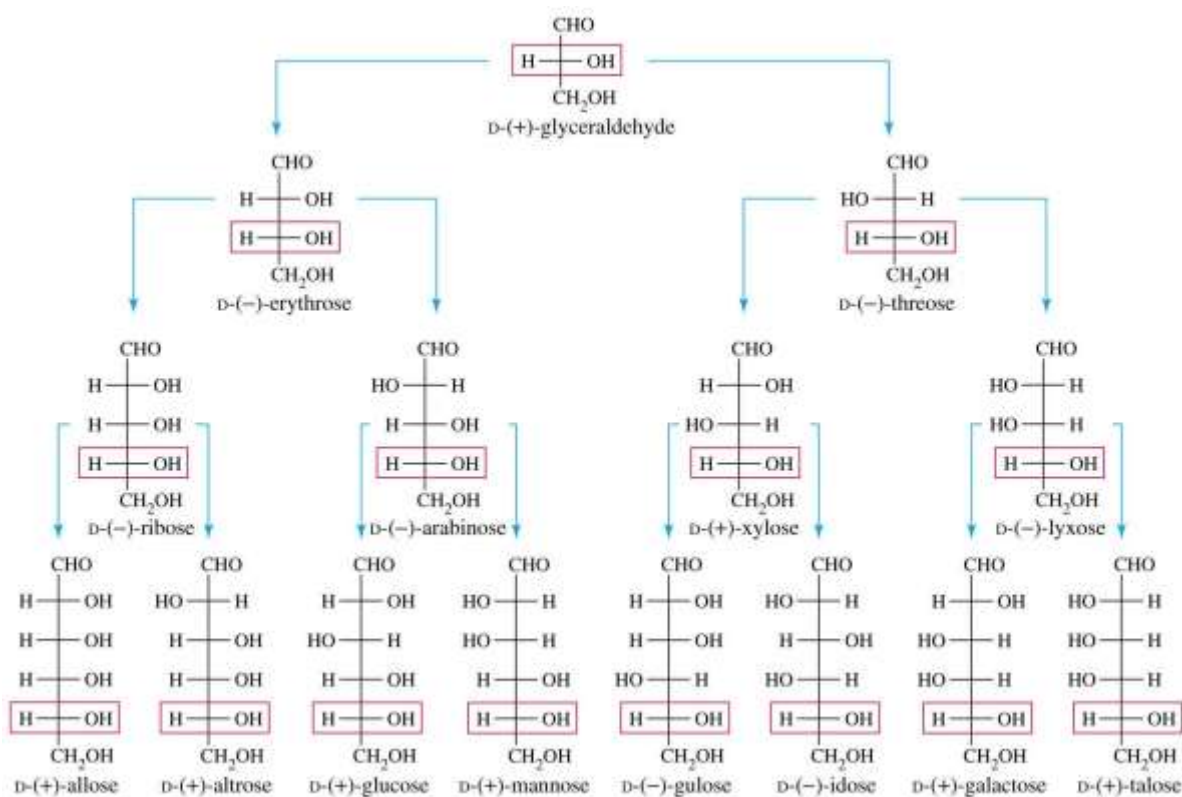 CHO
H OH
CH₂OH
D-(+)-glyceraldehyde
CHO CHO
H OH HO H
H OH H OH
CH₂OH CH₂OH
D-(−)-erythrose D-(−)-threose
CHO CHO CHO CHO
H OH HO H H OH HO H
H OH H OH HO H HO H
H OH H OH H OH H OH
CH₂OH CH₂OH CH₂OH CH₂OH
D-(−)-ribose D-(−)-arabinose D-(+)-xylose D-(−)-lyxose
CHO CHO CHO CHO CHO CHO CHO CHO
H OH HO H H OH HO H H OH HO H H OH HO H
H OH H OH HO H HO H H OH H OH HO H HO H
H OH H OH H OH H OH HO H HO H HO H HO H
H OH H OH H OH H OH H OH H OH H OH H OH
CH₂OH CH₂OH CH₂OH CH₂OH CH₂OH CH₂OH CH₂OH CH₂OH
D-(+)-allose D-(+)-altrose D-(+)-glucose D-(+)-mannose D-(−)-gulose D-(−)-idose D-(+)-galactose D-(+)-talose